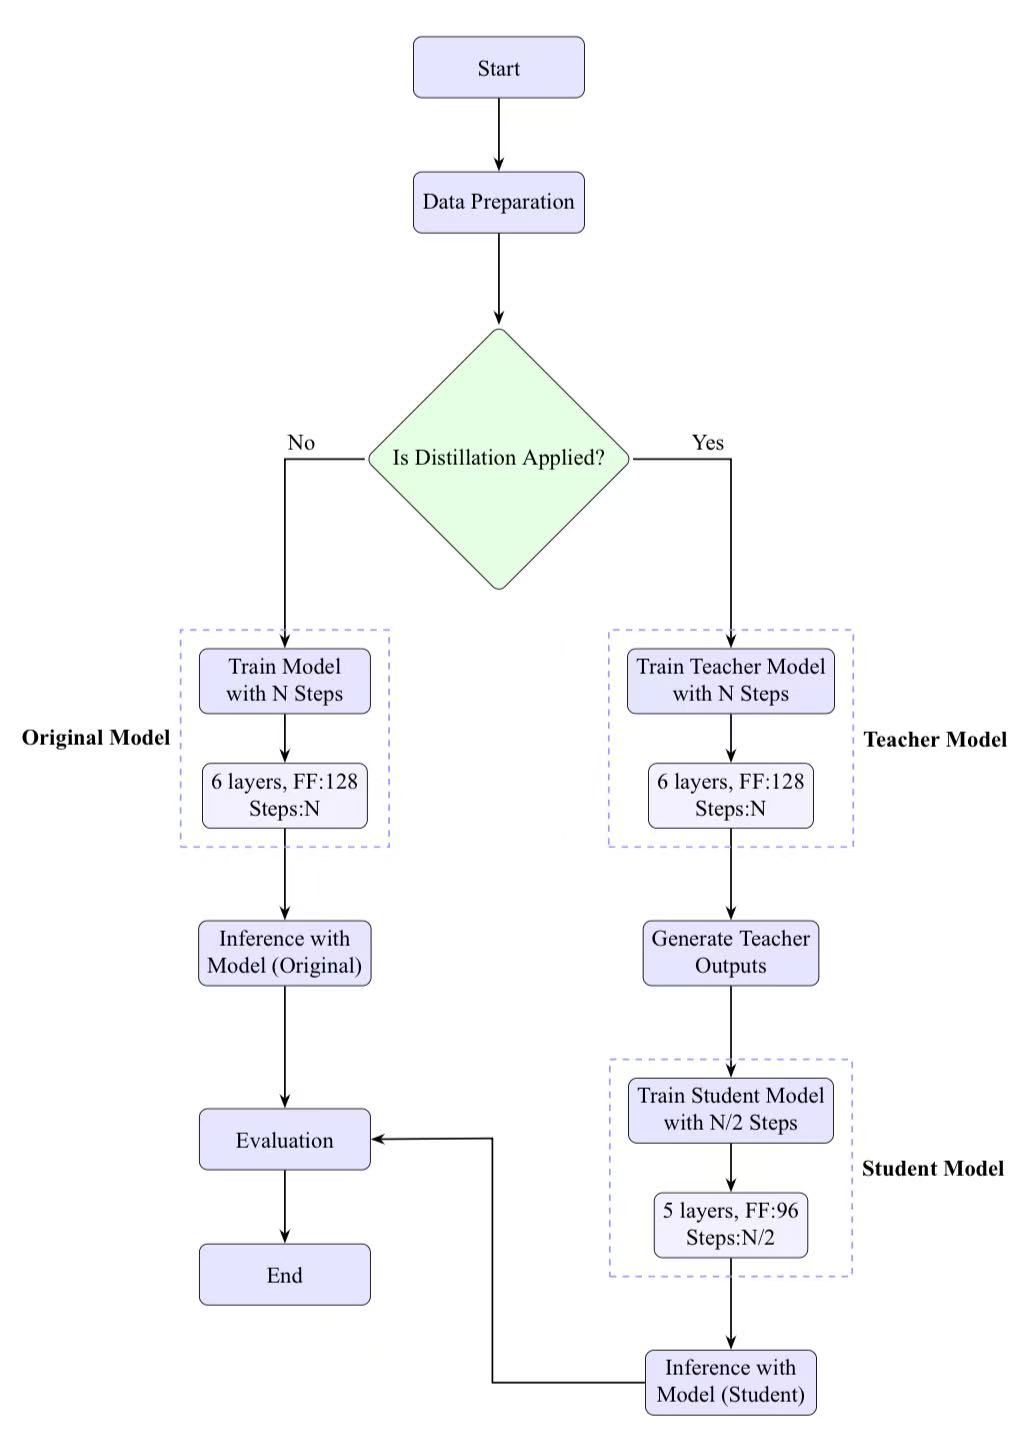 Start
Data Preparation
Is Distillation Applied?
No
Yes
Train Model
with N Steps
6 layers, FF:128
Steps:N
Original Model
Inference with
Model (Original)
Evaluation
End
Train Teacher Model
with N Steps
6 layers, FF:128
Steps:N
Teacher Model
Generate Teacher
Outputs
Train Student Model
with N/2 Steps
5 layers, FF:96
Steps:N/2
Student Model
Inference with
Model (Student)